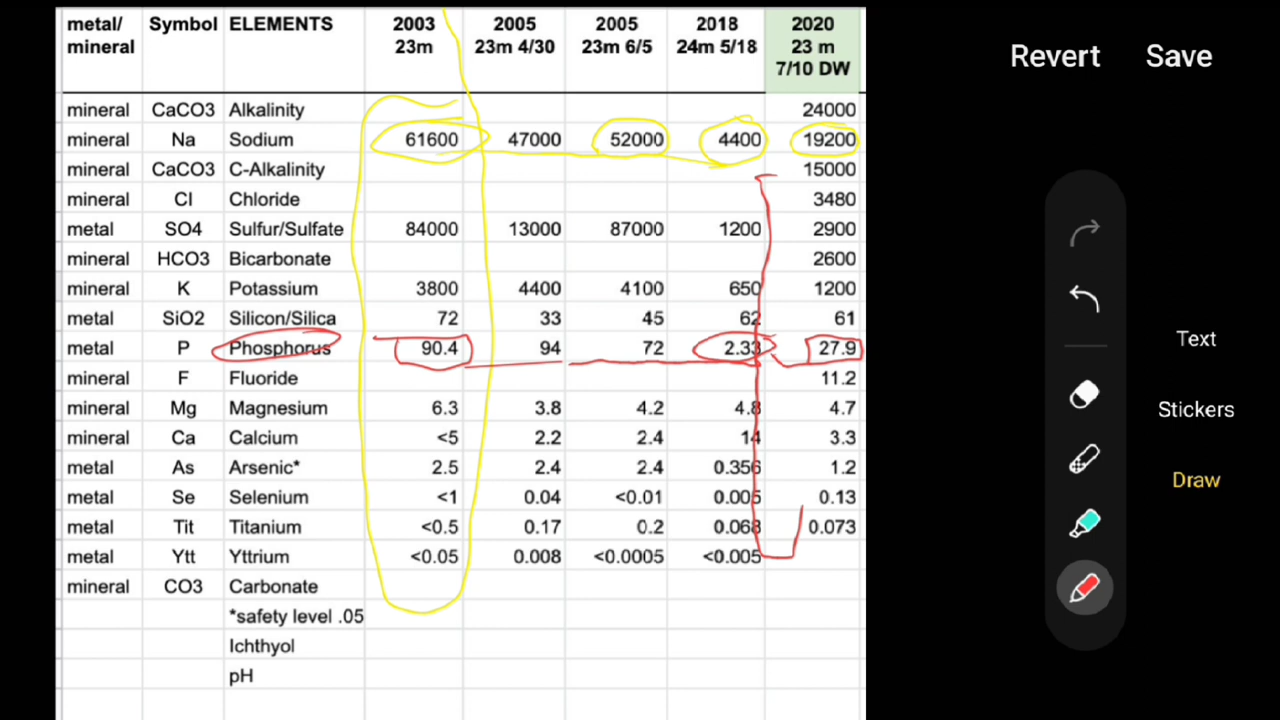 metal/ mineral Symbol ELEMENTS 2003 23m 2005 23m 4/30 2005 23m 6/5 2018 24m 5/18 2020 23 m 7/10 DW
mineral CaCO3 Alkalinity 24000
mineral Na Sodium 61600 47000 52000 4400 19200
mineral CaCO3 C-Alkalinity 15000
mineral Cl Chloride 3480
metal SO4 Sulfur/Sulfate 84000 13000 87000 1200 2900
mineral HCO3 Bicarbonate 2600
mineral K Potassium 3800 4400 4100 650 1200
metal SiO2 Silicon/Silica 72 33 45 62 61
metal P Phosphorus 90.4 94 72 2.33 27.9
mineral F Fluoride 11.2
mineral Mg Magnesium 6.3 3.8 4.2 4.8 4.7
mineral Ca Calcium <5 2.2 2.4 14 3.3
metal As Arsenic* 2.5 2.4 2.4 0.356 1.2
metal Se Selenium <1 0.04 <0.01 0.005 0.13
metal Tit Titanium <0.5 0.17 0.2 0.068 0.073
metal Ytt Yttrium <0.05 0.008 <0.0005 <0.005
mineral CO3 Carbonate
*safety level .05
Ichthyol
pH
Revert Save
Text
Stickers
Draw